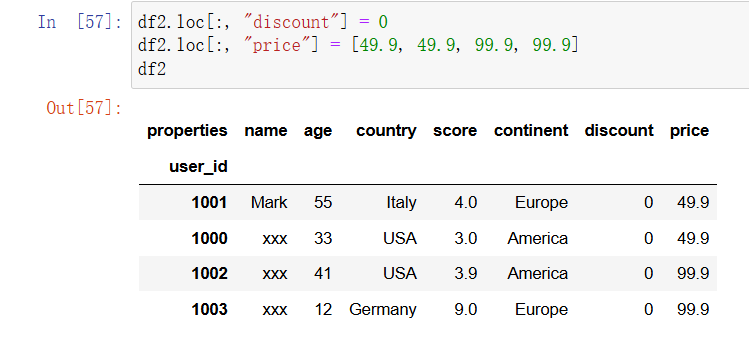 In [57]: df2.loc[:, "discount"] = 0
df2.loc[:, "price"] = [49.9, 49.9, 99.9, 99.9]
df2
Out[57]:
properties name age country score continent discount price
user_id
1001 Mark 55 Italy 4.0 Europe 0 49.9
1000 xxx 33 USA 3.0 America 0 49.9
1002 xxx 41 USA 3.9 America 0 99.9
1003 xxx 12 Germany 9.0 Europe 0 99.9